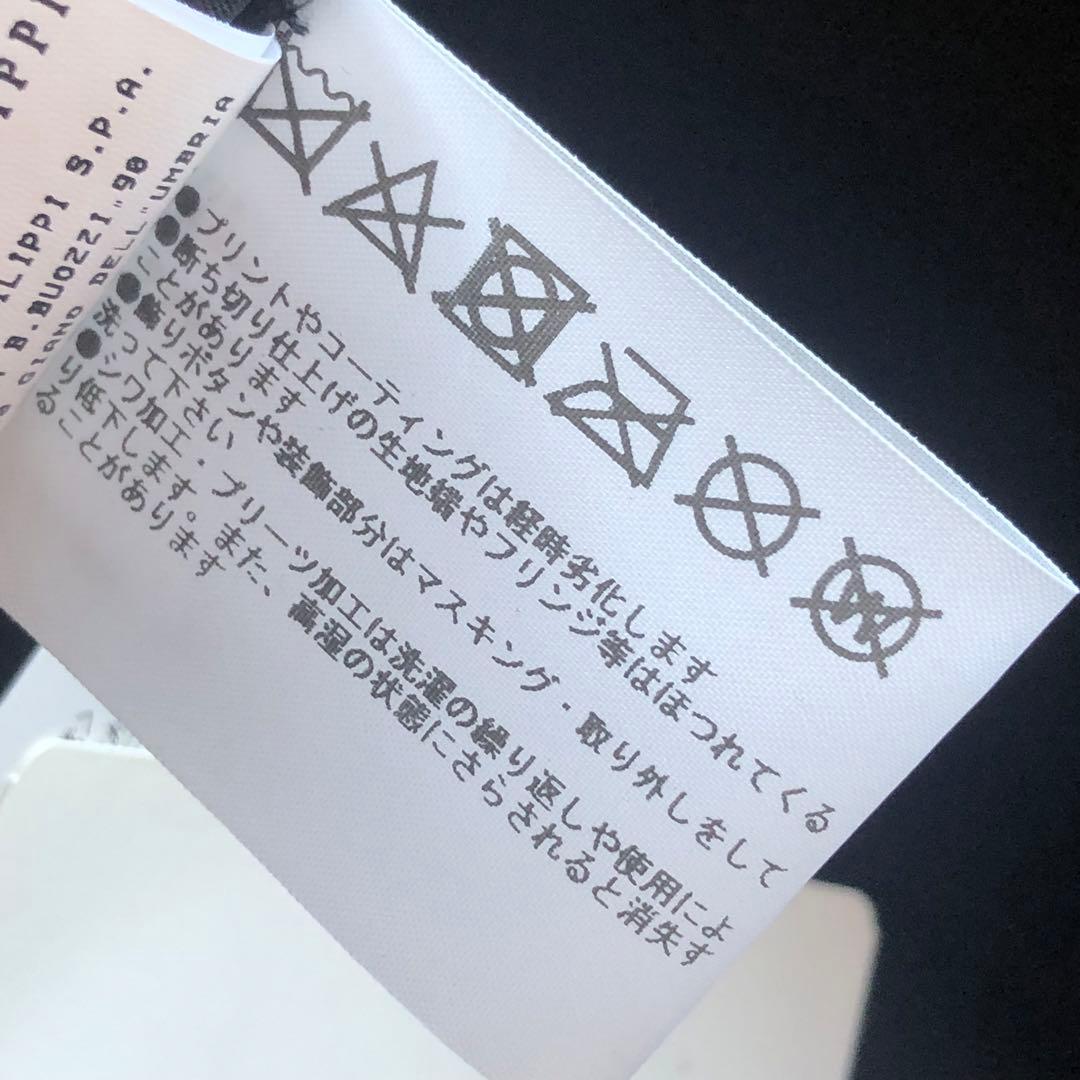 IPPI
ILIPPI S.P.A.
B.BUOZZI"90
GIANO DELL"UMBRIA
●プリントやコーティングは経時劣化します
●断ち切り仕上げの生地端やフリンジ等はほつれてくる
ことがあります
●飾りボタンや装飾部分はマスキング・取り外しをして
洗って下さい
●シワ加工・プリーツ加工は洗濯の繰り返しや使用によ
り低下します。また、高湿の状態にさらされると消失す
ることがあります
W